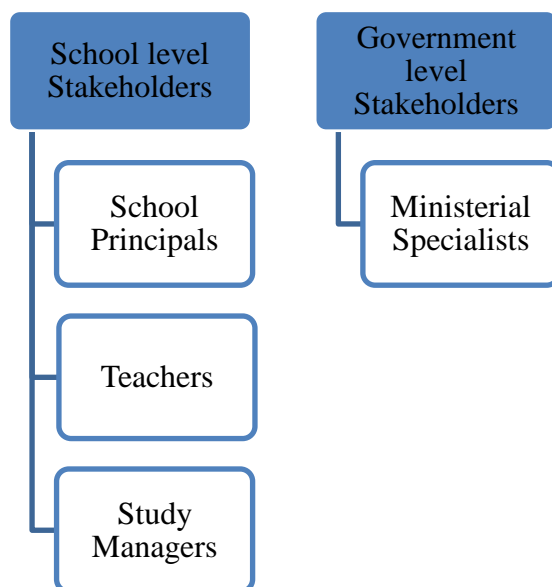 School level
Stakeholders
School
Principals
Teachers
Study
Managers
Government
level
Stakeholders
Ministerial
Specialists